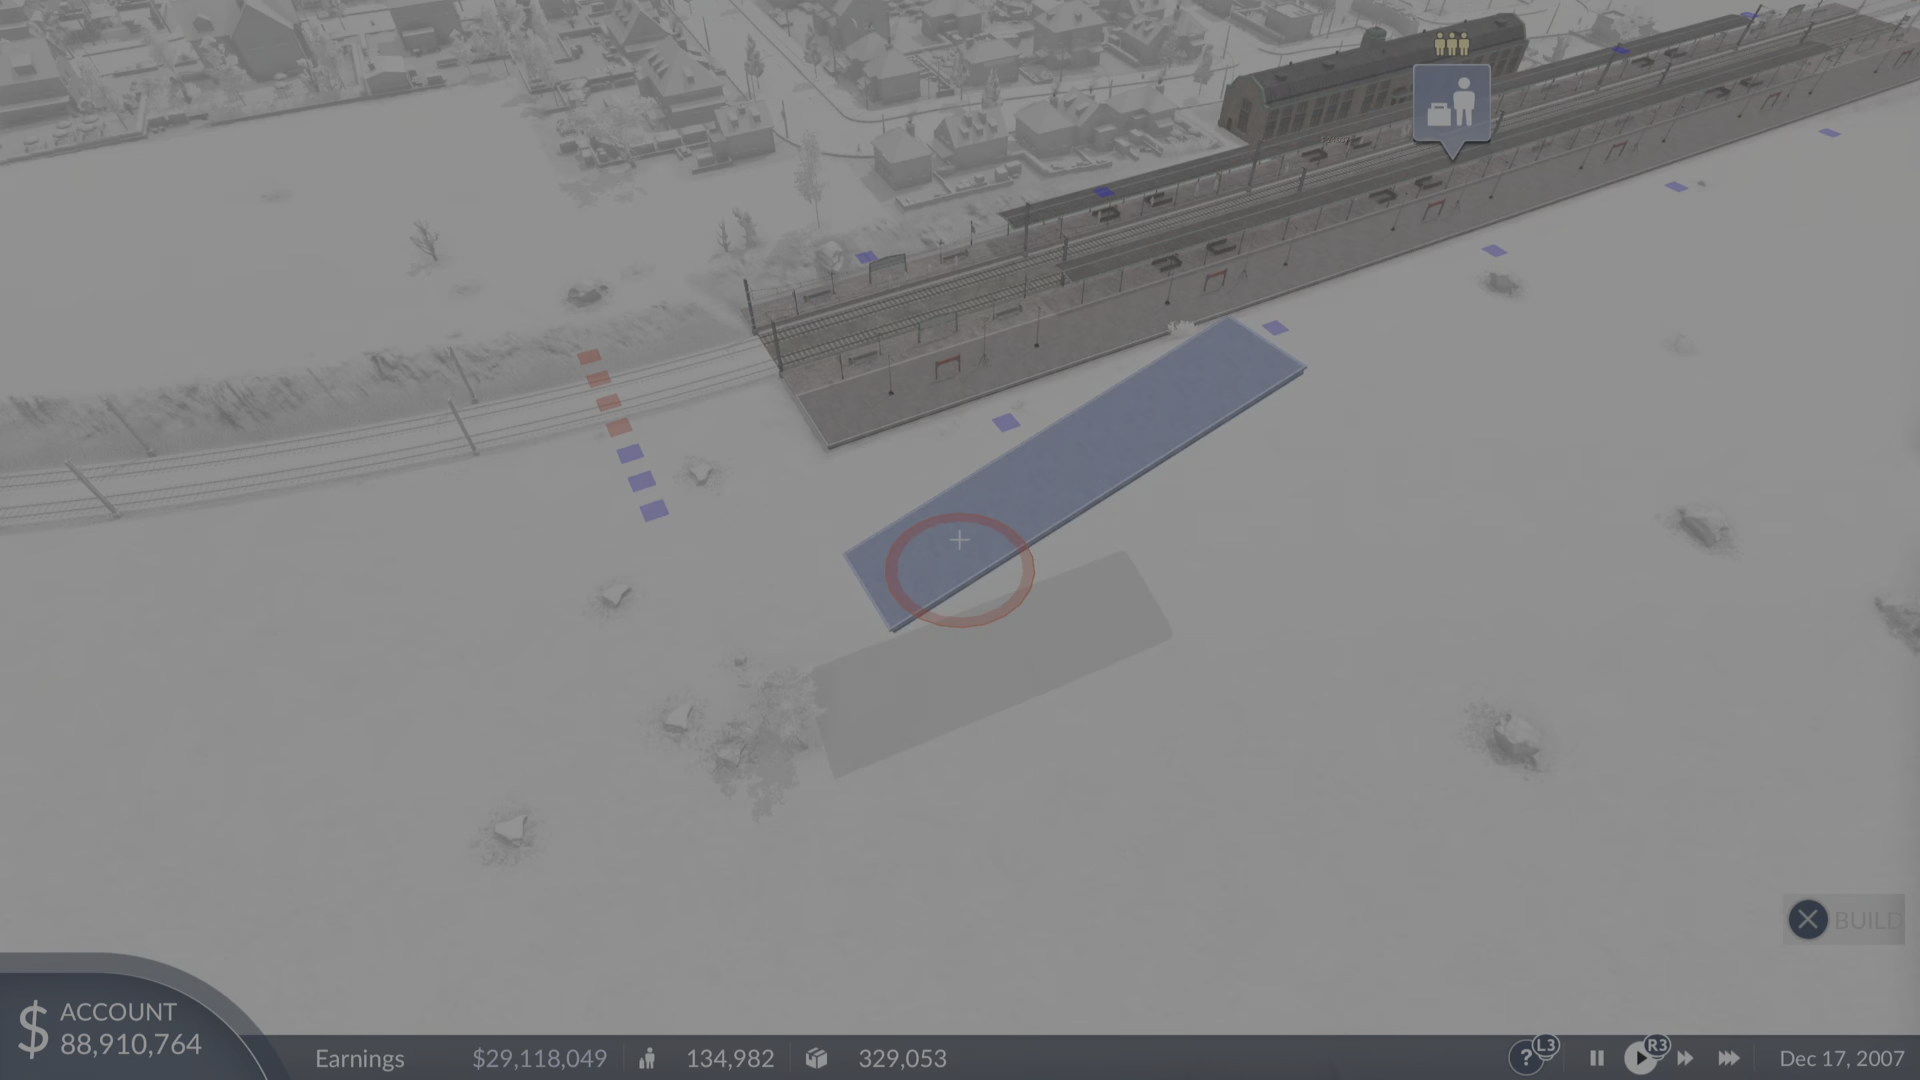 BUILD
$ ACCOUNT
88,910,764
Earnings $29,118,049 134,982 329,053 ? L3 R3 Dec 17, 2007